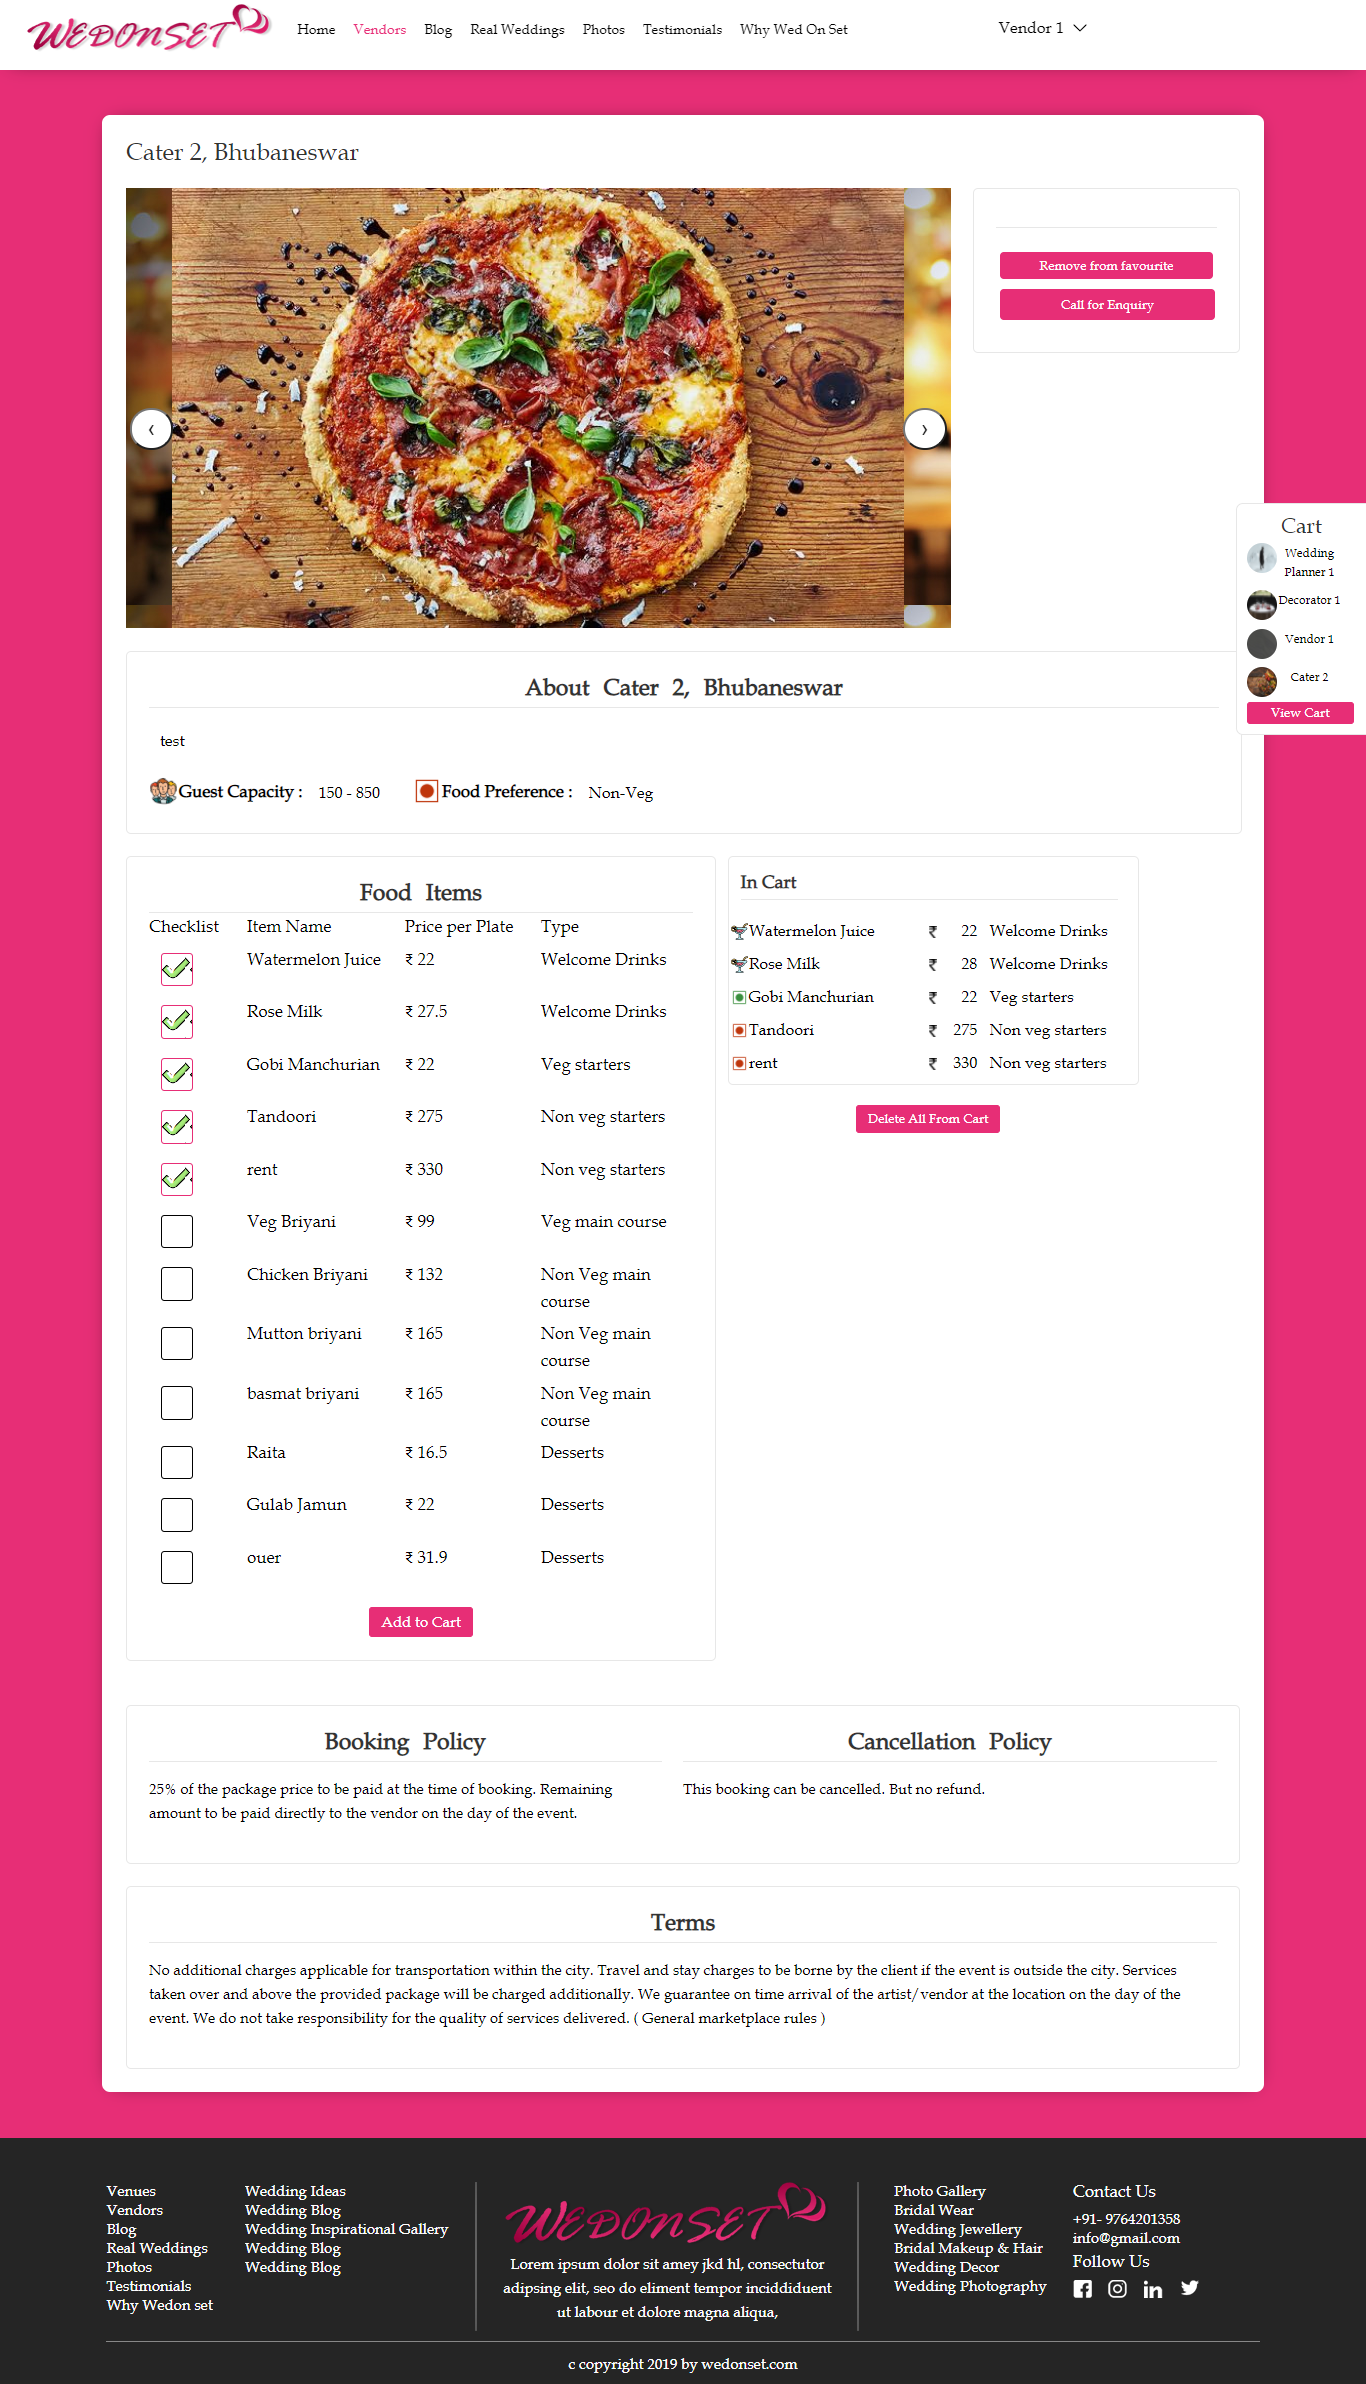 WEDONSET
Home Vendors Blog Real Weddings Photos Testimonials Why Wed On Set
Vendor 1
Cater 2, Bhubaneswar
Remove from favourite
Call for Enquiry
‹ ›
Cart
Wedding
Planner 1
Decorator 1
Vendor 1
Cater 2
View Cart
About Cater 2, Bhubaneswar
test
Guest Capacity : 150 - 850 Food Preference : Non-Veg
Food Items
Checklist Item Name Price per Plate Type
Watermelon Juice ₹ 22 Welcome Drinks
Rose Milk ₹ 27.5 Welcome Drinks
Gobi Manchurian ₹ 22 Veg starters
Tandoori ₹ 275 Non veg starters
rent ₹ 330 Non veg starters
Veg Briyani ₹ 99 Veg main course
Chicken Briyani ₹ 132 Non Veg main
course
Mutton briyani ₹ 165 Non Veg main
course
basmat briyani ₹ 165 Non Veg main
course
Raita ₹ 16.5 Desserts
Gulab Jamun ₹ 22 Desserts
ouer ₹ 31.9 Desserts
Add to Cart
In Cart
Watermelon Juice ₹ 22 Welcome Drinks
Rose Milk ₹ 28 Welcome Drinks
Gobi Manchurian ₹ 22 Veg starters
Tandoori ₹ 275 Non veg starters
rent ₹ 330 Non veg starters
Delete All From Cart
Booking Policy
25% of the package price to be paid at the time of booking. Remaining
amount to be paid directly to the vendor on the day of the event.
Cancellation Policy
This booking can be cancelled. But no refund.
Terms
No additional charges applicable for transportation within the city. Travel and stay charges to be borne by the client if the event is outside the city. Services
taken over and above the provided package will be charged additionally. We guarantee on time arrival of the artist/vendor at the location on the day of the
event. We do not take responsibility for the quality of services delivered. ( General marketplace rules )
Venues
Vendors
Blog
Real Weddings
Photos
Testimonials
Why Wedon set
Wedding Ideas
Wedding Blog
Wedding Inspirational Gallery
Wedding Blog
Wedding Blog
WEDONSET
Lorem ipsum dolor sit amey jkd hl, consectutor
adipsing elit, seo do eliment tempor inciddiduent
ut labour et dolore magna aliqua,
Photo Gallery
Bridal Wear
Wedding Jewellery
Bridal Makeup & Hair
Wedding Decor
Wedding Photography
Contact Us
+91- 9764201358
info@gmail.com
Follow Us
c copyright 2019 by wedonset.com